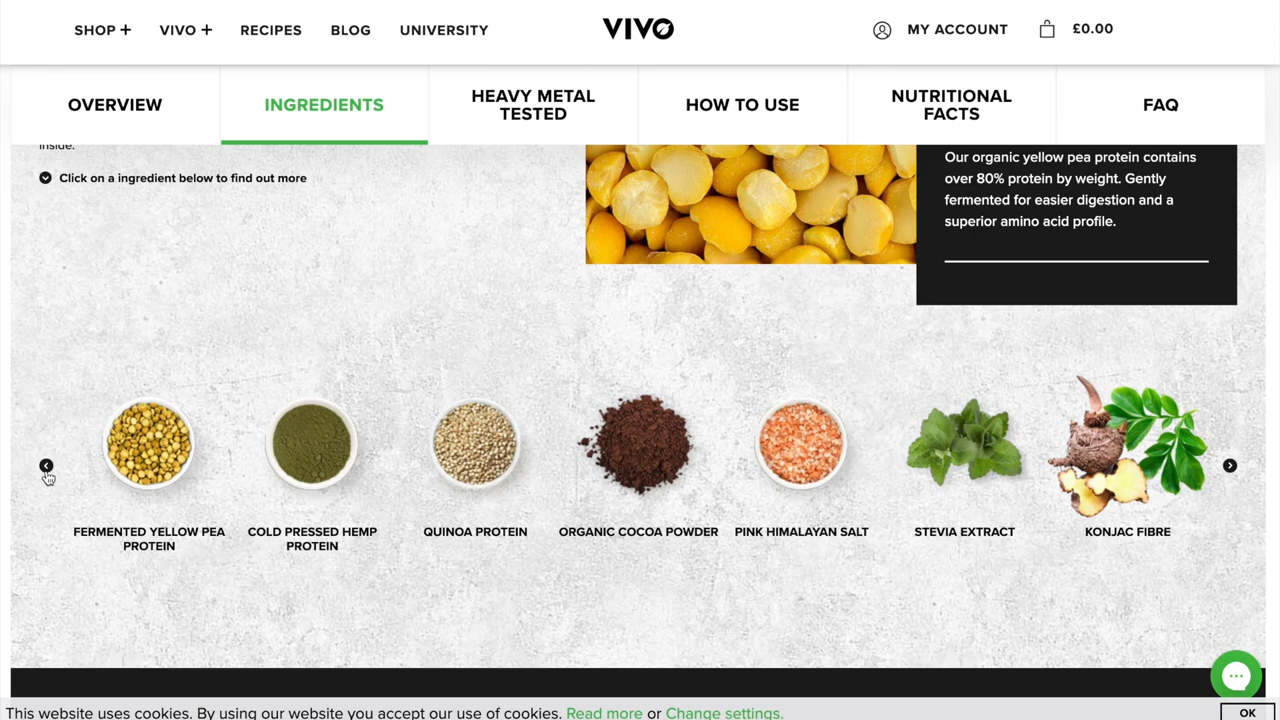 SHOP +
VIVO +
RECIPES
BLOG
UNIVERSITY
VIVO
MY ACCOUNT
£0.00
OVERVIEW
INGREDIENTS
HEAVY METAL
TESTED
HOW TO USE
NUTRITIONAL
FACTS
FAQ
inside.
Click on a ingredient below to find out more
Our organic yellow pea protein contains
over 80% protein by weight. Gently
fermented for easier digestion and a
superior amino acid profile.
FERMENTED YELLOW PEA
PROTEIN
COLD PRESSED HEMP
PROTEIN
QUINOA PROTEIN
ORGANIC COCOA POWDER
PINK HIMALAYAN SALT
STEVIA EXTRACT
KONJAC FIBRE
This website uses cookies. By using our website you accept our use of cookies. Read more or Change settings.
OK